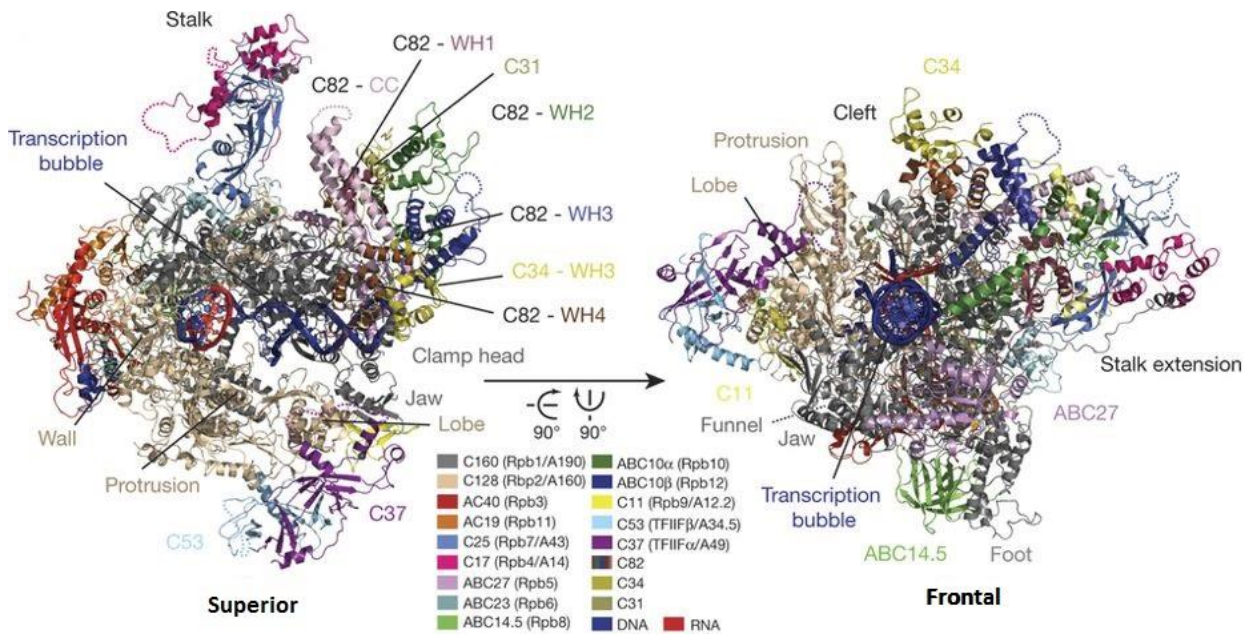 Stalk
C82 - WH1
C31
C82 - CC
C82 - WH2
Transcription
bubble
C82 - WH3
C34 - WH3
C82 - WH4
Clamp head
Jaw
Wall
Lobe
Protrusion
C37
C53
Superior
90°
90°
C34
Cleft
Protrusion
Lobe
Stalk extension
C11
ABC27
Funnel
Jaw
Transcription
bubble
ABC14.5
Foot
Frontal
C160 (Rpb1/A190)
C128 (Rbp2/A160)
AC40 (Rpb3)
AC19 (Rpb11)
C25 (Rpb7/A43)
C17 (Rpb4/A14)
ABC27 (Rpb5)
ABC23 (Rpb6)
ABC14.5 (Rpb8)
ABC10α (Rpb10)
ABC10β (Rpb12)
C11 (Rpb9/A12.2)
C53 (TFIIFβ/A34.5)
C37 (TFIIFα/A49)
C82
C34
C31
DNA
RNA